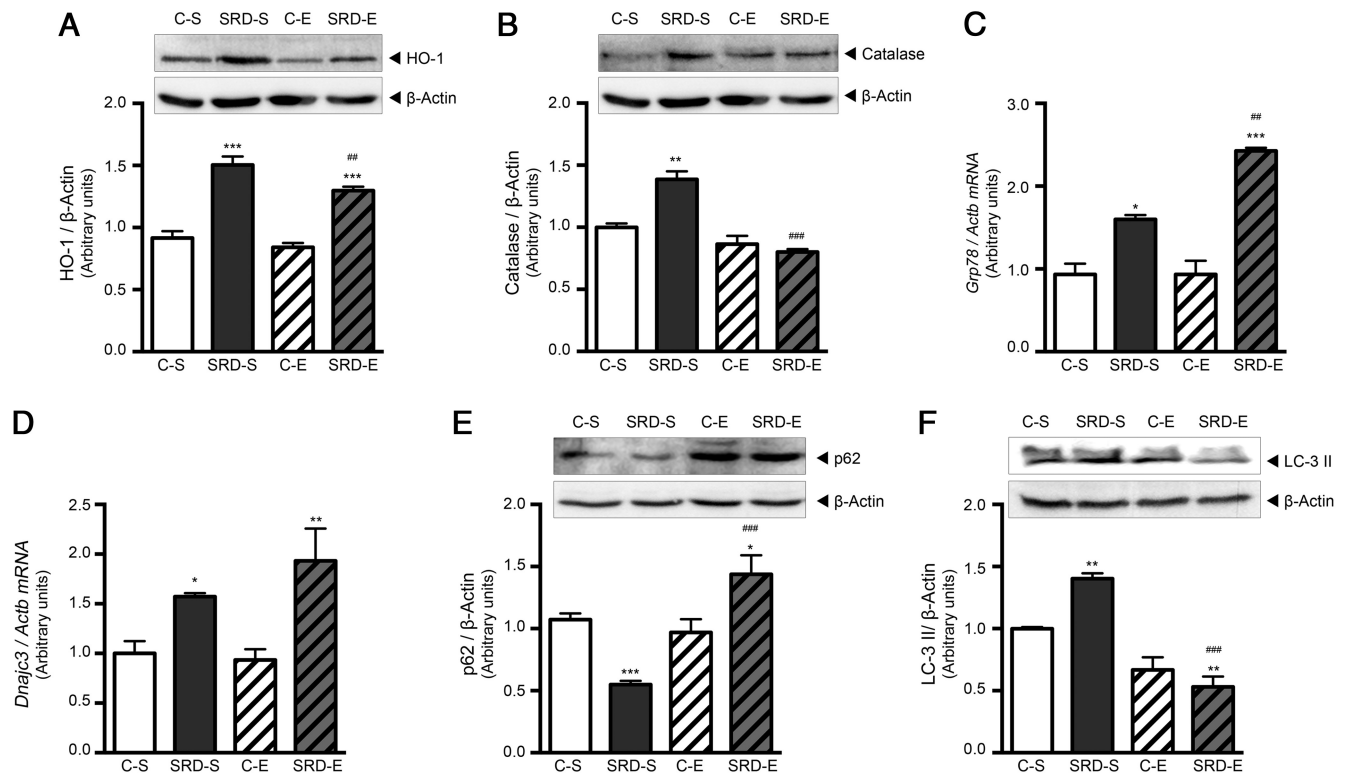 A
C-S SRD-S C-E SRD-E
◄ HO-1
◄ β-Actin
HO-1 / β-Actin
(Arbitrary units)
2.0
1.5
1.0
0.5
0.0
***
##
***
C-S SRD-S C-E SRD-E
B
C-S SRD-S C-E SRD-E
◄ Catalase
◄ β-Actin
Catalase / β-Actin
(Arbitrary units)
2.0
1.5
1.0
0.5
0.0
**
###
C-S SRD-S C-E SRD-E
C
Grp78 / Actb mRNA
(Arbitrary units)
3.0
2.0
1.0
0.0
*
##
***
C-S SRD-S C-E SRD-E
D
Dnajc3 / Actb mRNA
(Arbitrary units)
2.5
2.0
1.5
1.0
0.5
0.0
*
**
C-S SRD-S C-E SRD-E
E
C-S SRD-S C-E SRD-E
◄ p62
◄ β-Actin
p62 / β-Actin
(Arbitrary units)
2.0
1.5
1.0
0.5
0.0
***
###
*
C-S SRD-S C-E SRD-E
F
C-S SRD-S C-E SRD-E
◄ LC-3 II
◄ β-Actin
LC-3 II/ β-Actin
(Arbitrary units)
2.0
1.5
1.0
0.5
0.0
**
###
**
C-S SRD-S C-E SRD-E